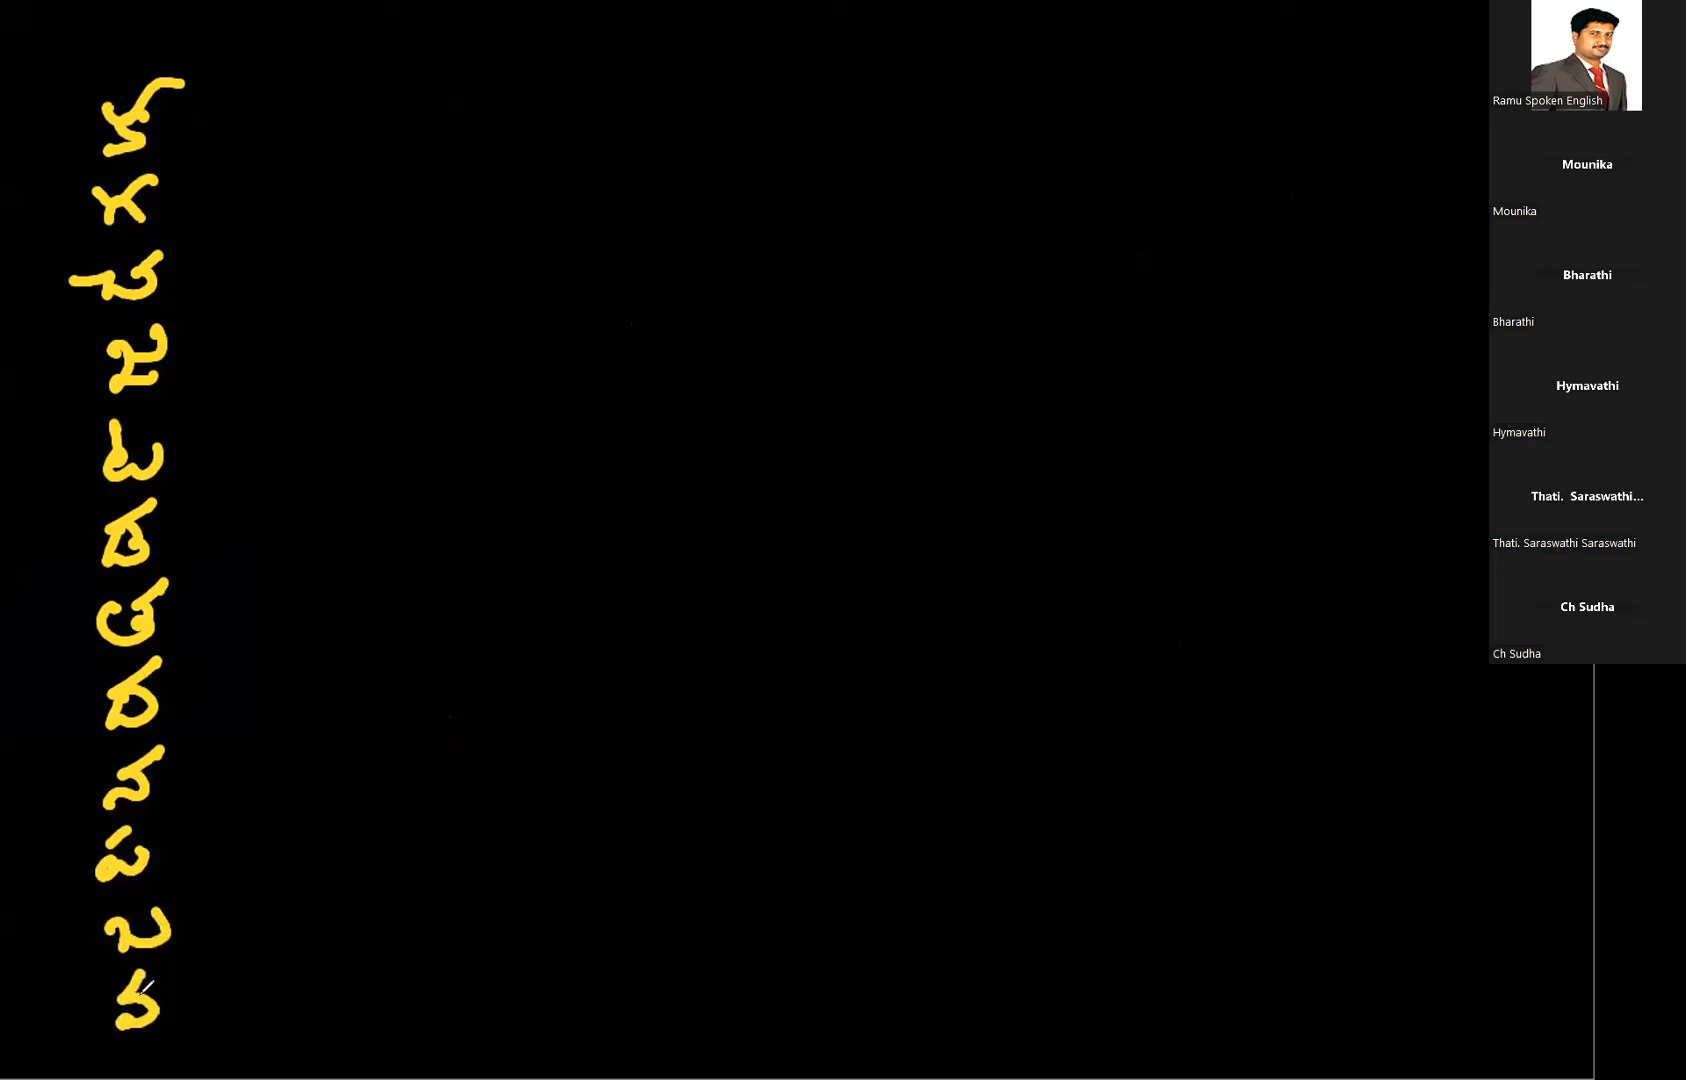 క
గ
చ
జ
ట
డ
త
ద
న
ప
బ
వ
Ramu Spoken English
Mounika
Mounika
Bharathi
Bharathi
Hymavathi
Hymavathi
Thati. Saraswathi...
Thati. Saraswathi Saraswathi
Ch Sudha
Ch Sudha